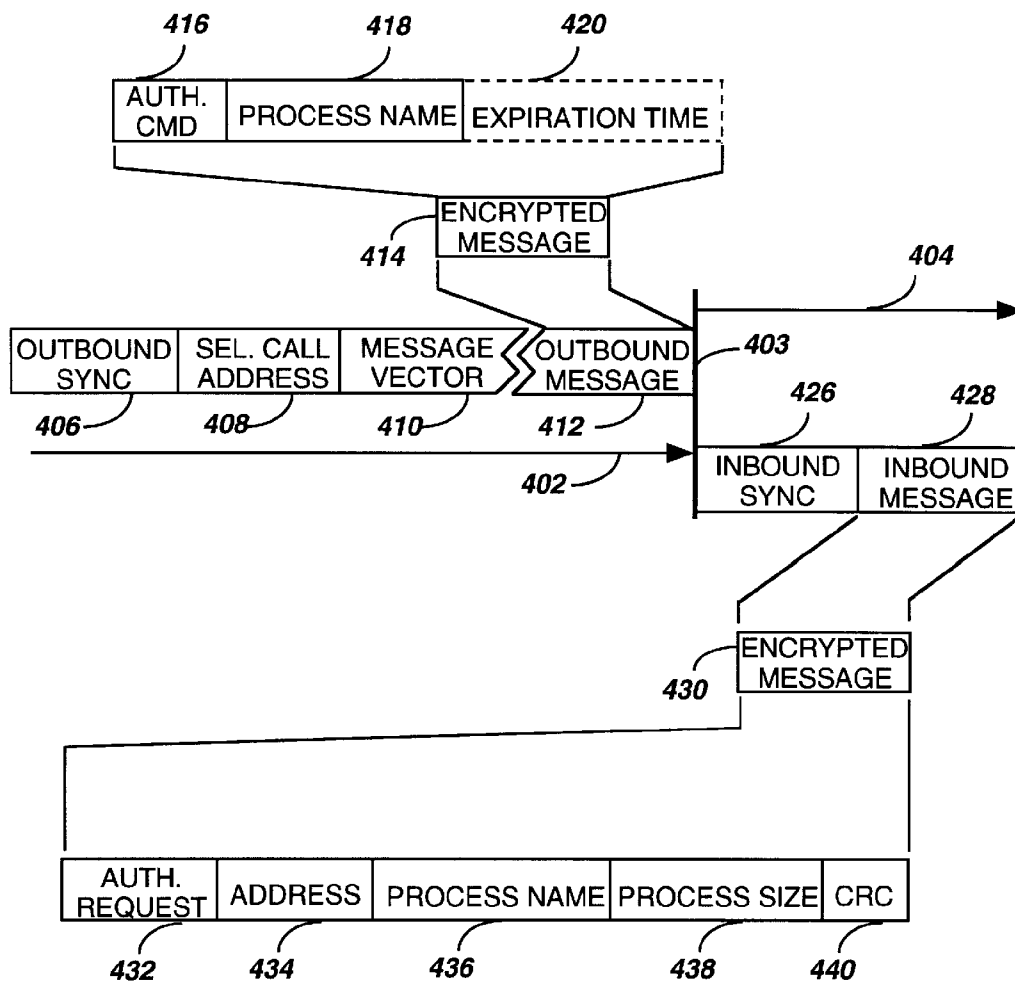 416 418 420
AUTH. CMD PROCESS NAME EXPIRATION TIME
ENCRYPTED MESSAGE
414
404
OUTBOUND SYNC SEL. CALL ADDRESS MESSAGE VECTOR OUTBOUND MESSAGE
403
406 408 410 412
426 428
402
INBOUND SYNC INBOUND MESSAGE
ENCRYPTED MESSAGE
430
AUTH. REQUEST ADDRESS PROCESS NAME PROCESS SIZE CRC
432 434 436 438 440